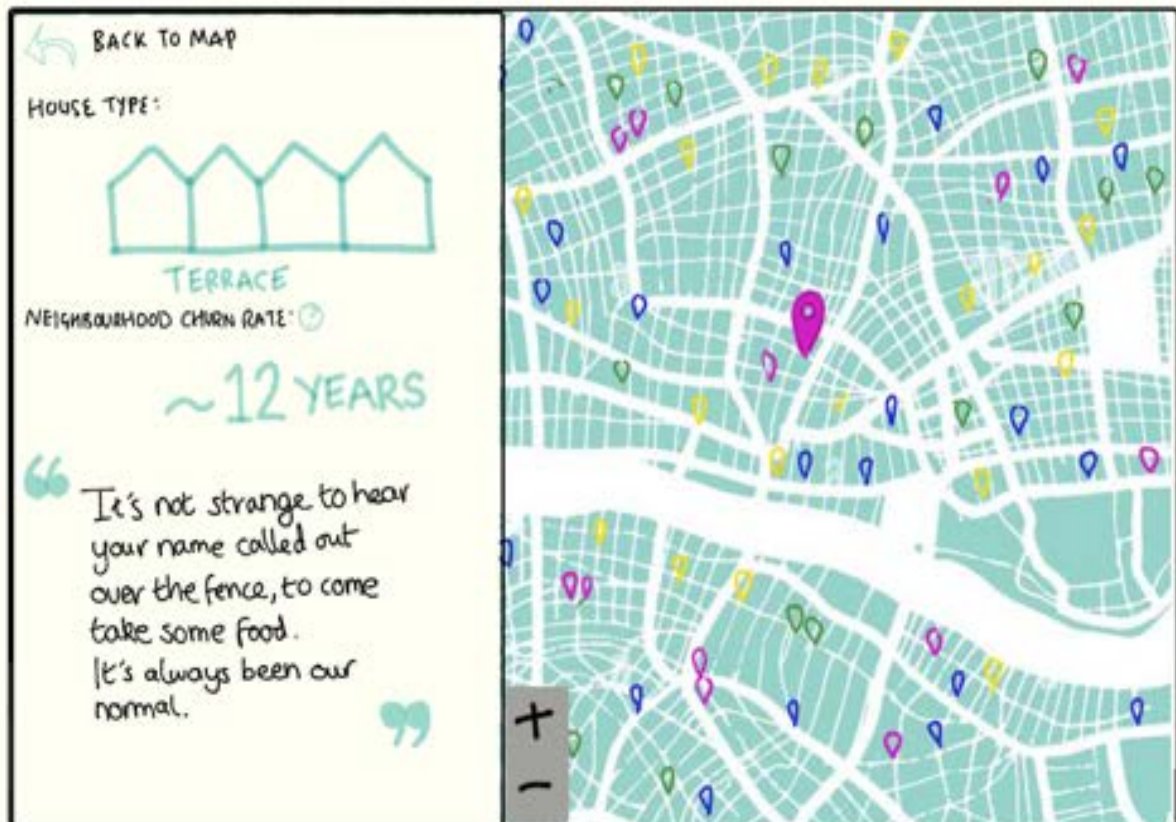 BACK TO MAP
HOUSE TYPE:
TERRACE
NEIGHBOURHOOD CHURN RATE:
~12 YEARS
“
It's not strange to hear
your name called out
over the fence, to come
take some food.
It's always been our
normal.
”
+
-